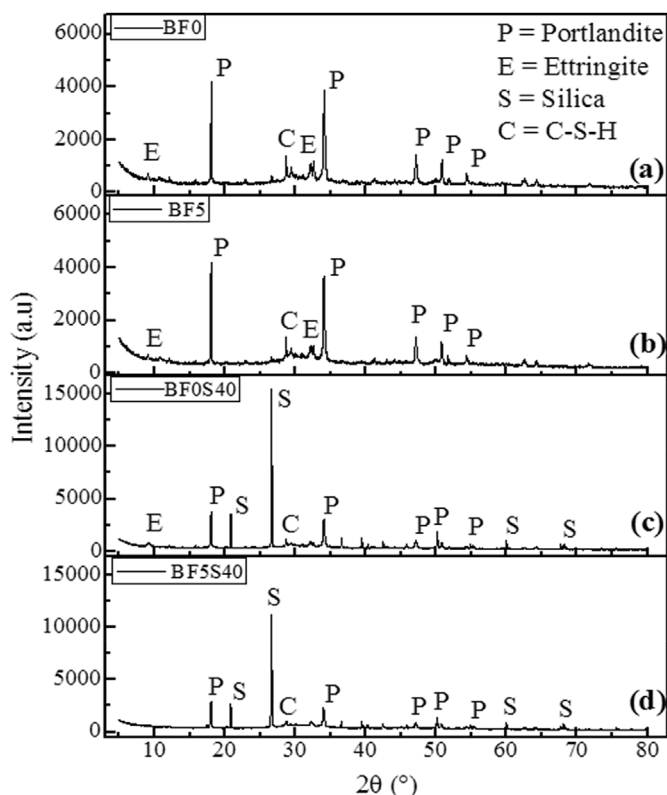 BF0
P = Portlandite
E = Ettringite
S = Silica
C = C-S-H
6000
4000
2000
0
E
P
C
E
P
P
P
P
(a)
BF5
6000
4000
2000
0
E
P
C
E
P
P
P
P
(b)
BF0S40
15000
10000
5000
0
E
P
S
S
C
P
P
P
P
S
S
(c)
BF5S40
15000
10000
5000
0
P
S
S
C
P
P
P
P
S
S
(d)
10 20 30 40 50 60 70 80
2θ (°)
Intensity (a.u)